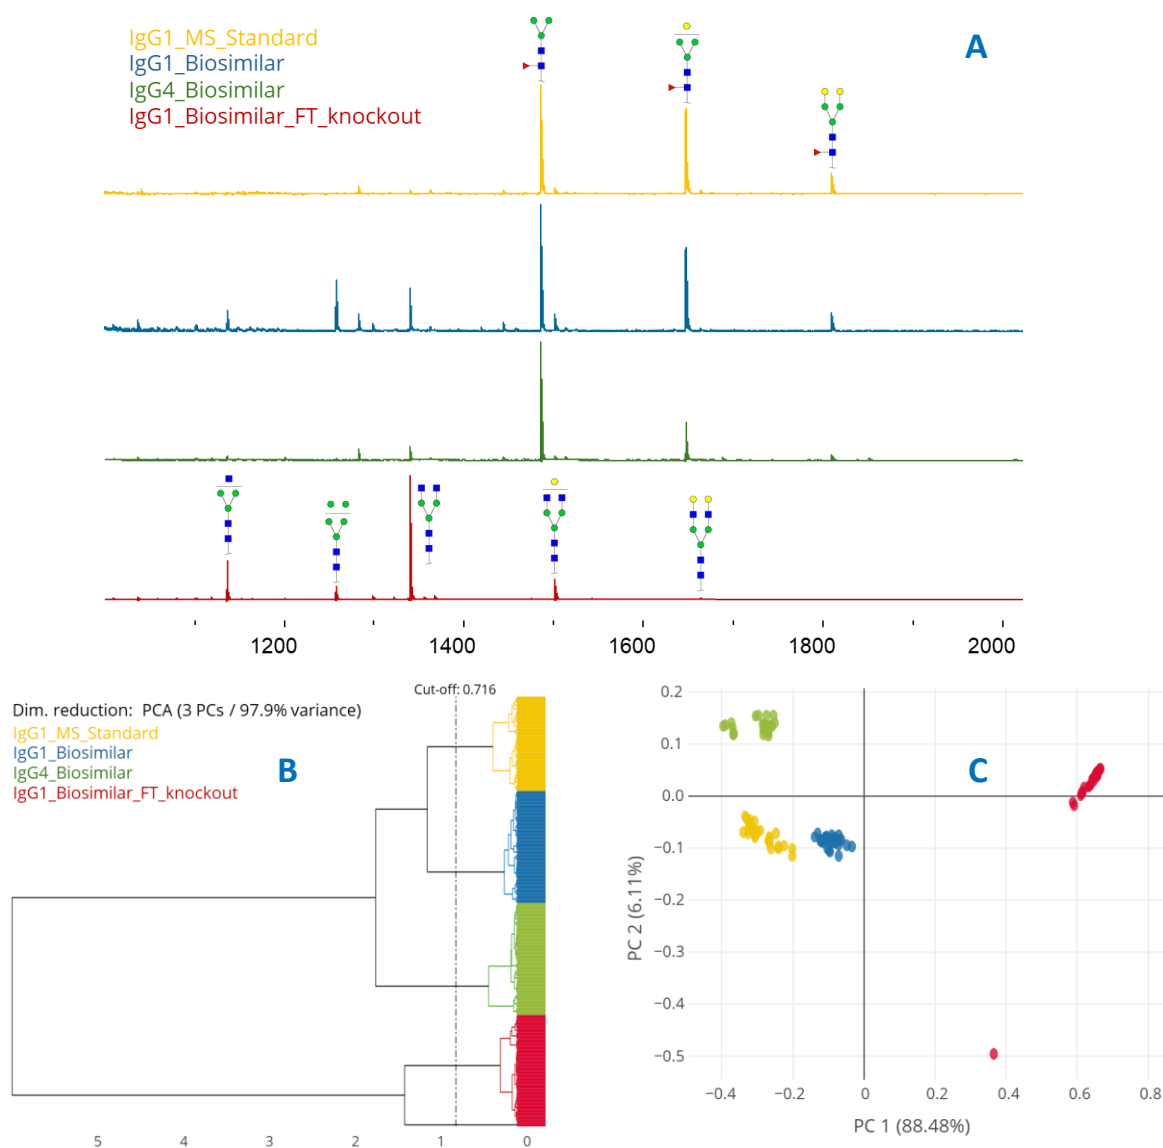 IgG1_MS_Standard
IgG1_Biosimilar
IgG4_Biosimilar
IgG1_Biosimilar_FT_knockout
A
1200 1400 1600 1800 2000
Cut-off: 0.716
Dim. reduction: PCA (3 PCs / 97.9% variance)
IgG1_MS_Standard
IgG1_Biosimilar
IgG4_Biosimilar
IgG1_Biosimilar_FT_knockout
B
5 4 3 2 1 0
C
0.2
0.1
0.0
−0.1
−0.2
−0.3
−0.4
−0.5
PC 2 (6.11%)
−0.4 −0.2 0 0.2 0.4 0.6 0.8
PC 1 (88.48%)